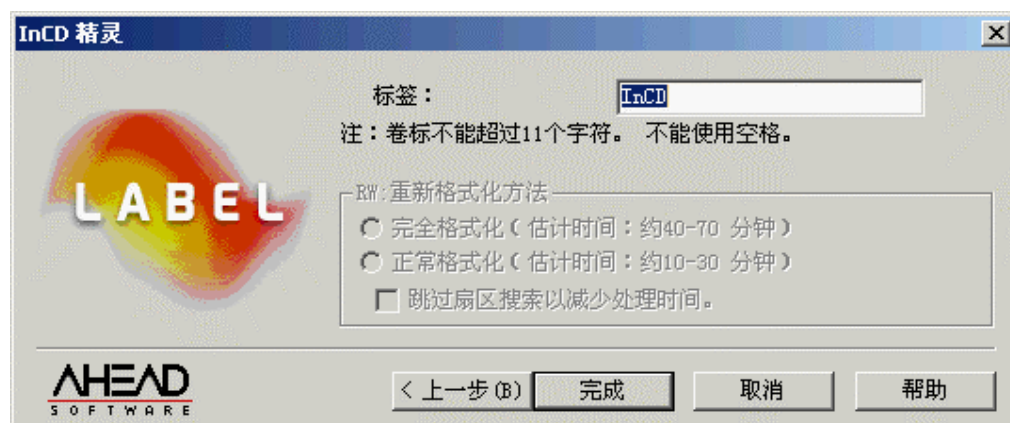 InCD 精灵
标签：
InCD
注：卷标不能超过11个字符。 不能使用空格。
LABEL
RW:重新格式化方法
完全格式化(估计时间：约40-70 分钟)
正常格式化(估计时间：约10-30 分钟)
跳过扇区搜索以减少处理时间。
AHEAD
SOFTWARE
< 上一步(B)
完成
取消
帮助